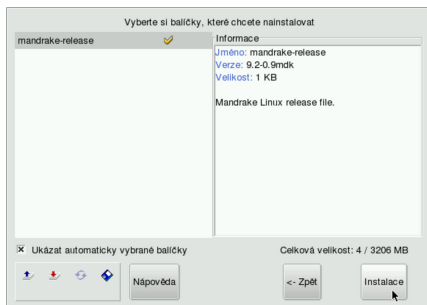 Vyberte si balíčky, které chcete nainstalovat
mandrake-release
Informace
Jméno: mandrake-release
Verze: 9.2-0.9mdk
Velikost: 1 KB
Mandrake Linux release file.
Ukázat automaticky vybrané balíčky
Celková velikost: 4 / 3206 MB
Nápověda
<- Zpět
Instalace